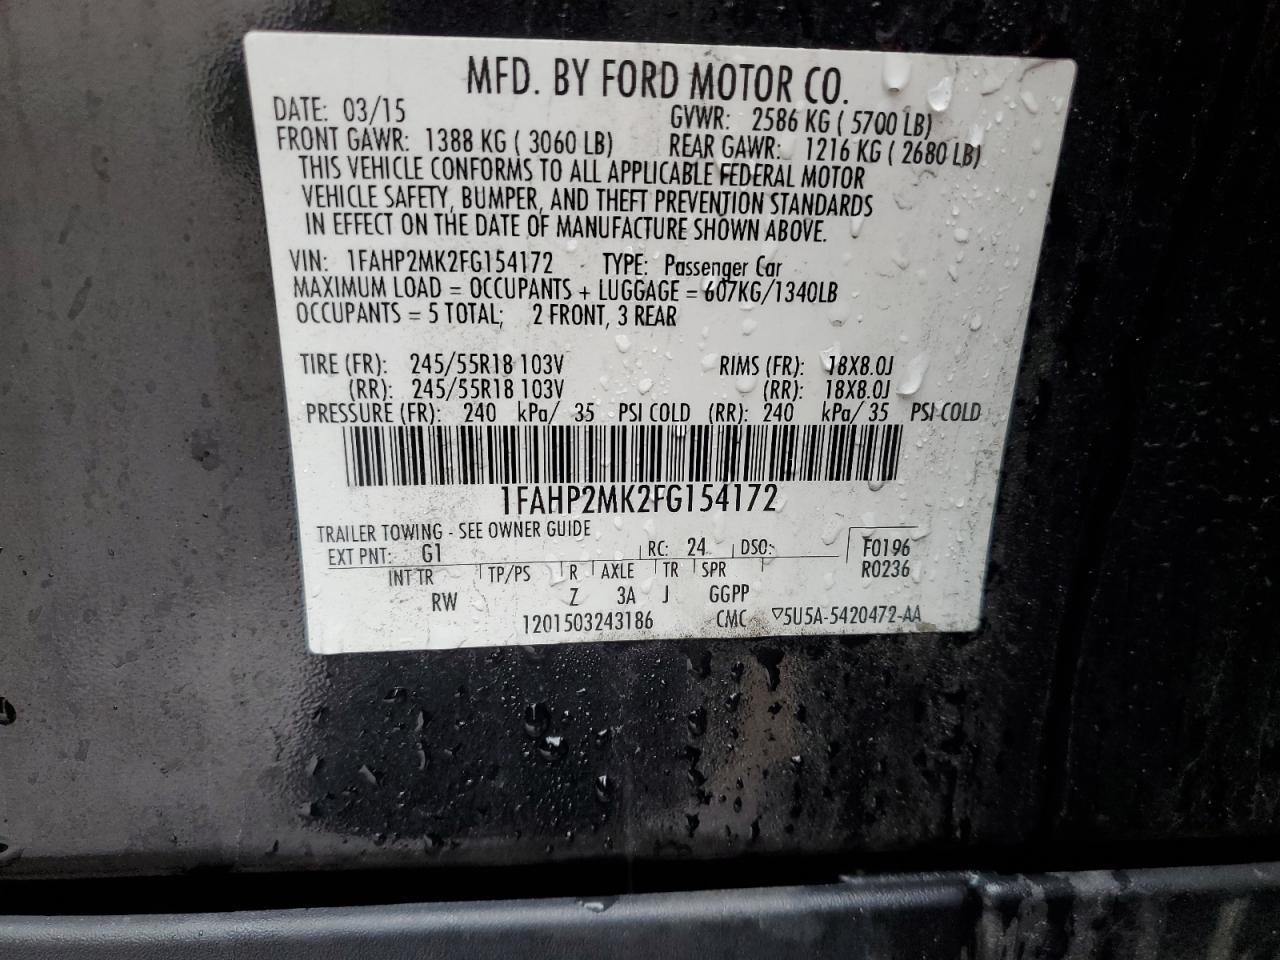 MFD. BY FORD MOTOR CO.
DATE: 03/15 GVWR: 2586 KG ( 5700 LB)
FRONT GAWR: 1388 KG ( 3060 LB) REAR GAWR: 1216 KG ( 2680 LB)
THIS VEHICLE CONFORMS TO ALL APPLICABLE FEDERAL MOTOR
VEHICLE SAFETY, BUMPER, AND THEFT PREVENTION STANDARDS
IN EFFECT ON THE DATE OF MANUFACTURE SHOWN ABOVE.
VIN: 1FAHP2MK2FG154172 TYPE: Passenger Car
MAXIMUM LOAD = OCCUPANTS + LUGGAGE = 607KG/1340LB
OCCUPANTS = 5 TOTAL; 2 FRONT, 3 REAR
TIRE (FR): 245/55R18 103V RIMS (FR): 18X8.0J
(RR): 245/55R18 103V (RR): 18X8.0J
PRESSURE (FR): 240 kPa/ 35 PSI COLD (RR): 240 kPa/ 35 PSI COLD
1FAHP2MK2FG154172
TRAILER TOWING - SEE OWNER GUIDE
EXT PNT: G1 RC: 24 DSO: F0196
R0236
INT TR TP/PS R AXLE TR SPR
RW Z 3A J GGPP
1201503243186 CMC ▽5U5A-5420472-AA